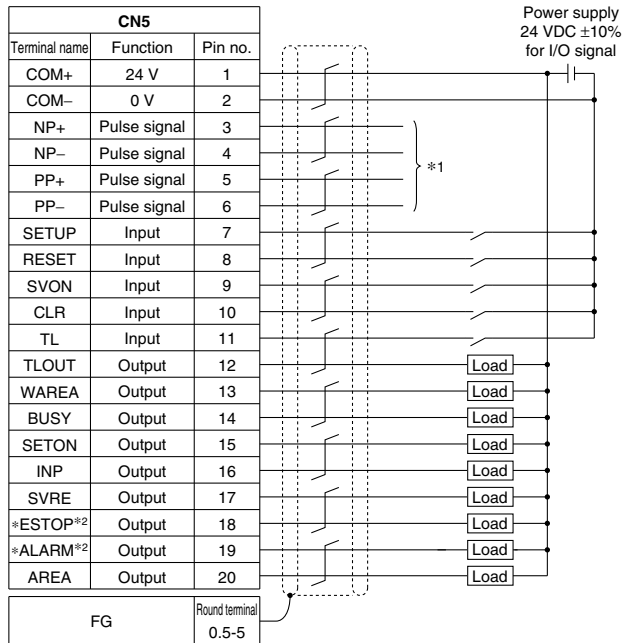 Power supply
24 VDC ±10%
for I/O signal
CN5
Terminal name Function Pin no.
COM+ 24 V 1
COM− 0 V 2
NP+ Pulse signal 3
NP− Pulse signal 4
PP+ Pulse signal 5
PP− Pulse signal 6
*1
SETUP Input 7
RESET Input 8
SVON Input 9
CLR Input 10
TL Input 11
TLOUT Output 12 Load
WAREA Output 13 Load
BUSY Output 14 Load
SETON Output 15 Load
INP Output 16 Load
SVRE Output 17 Load
*ESTOP*2 Output 18 Load
*ALARM*2 Output 19 Load
AREA Output 20 Load
FG Round terminal
0.5-5